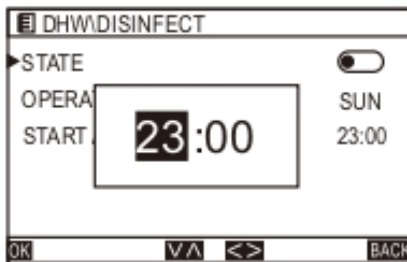 DHW\DISINFECT
STATE
OPERA SUN
START 23:00
23:00
OK BACK